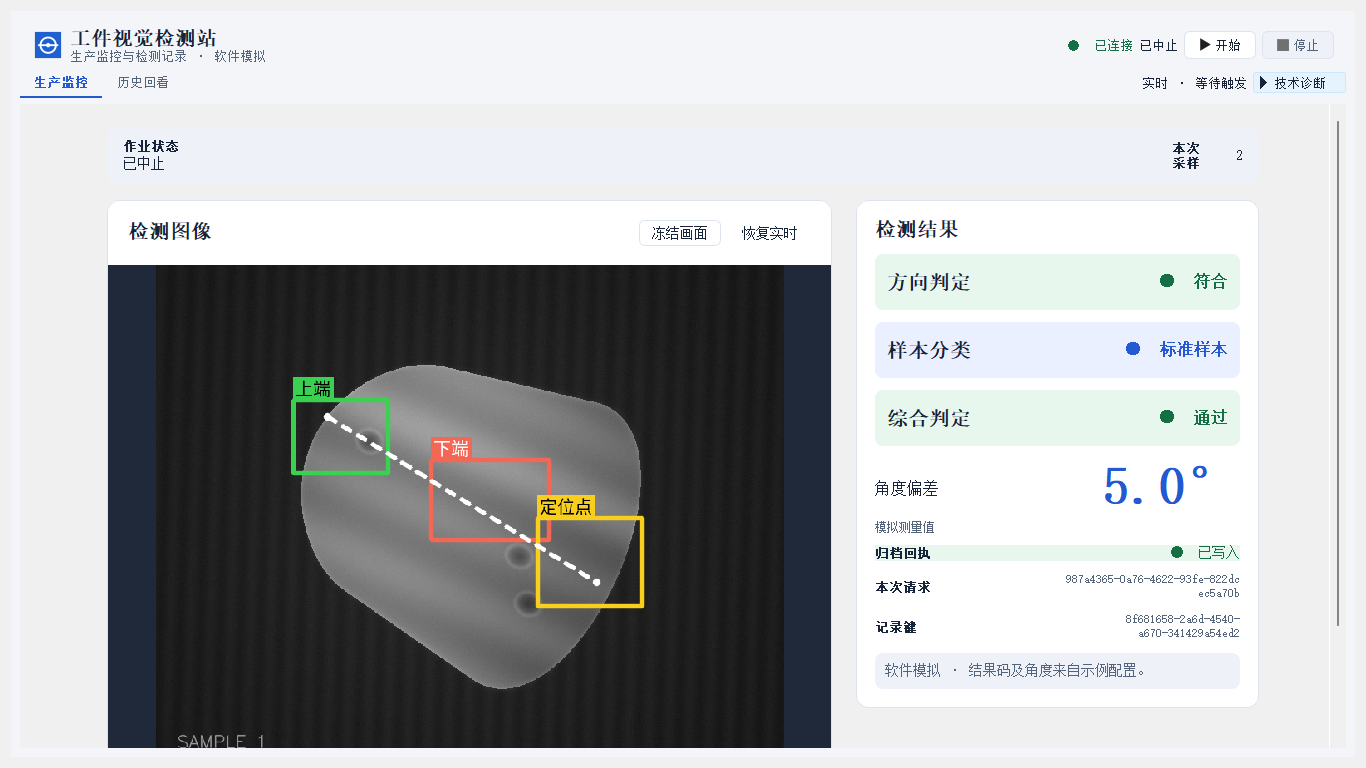 工件视觉检测站
生产监控与检测记录 · 软件模拟
已连接 已中止 开始 停止
生产监控 历史回看
实时 · 等待触发 技术诊断
作业状态
已中止
本次
采样
2
检测图像
冻结画面 恢复实时
上端
下端
定位点
SAMPLE 1
检测结果
方向判定 符合
样本分类 标准样本
综合判定 通过
角度偏差 5.0°
模拟测量值
归档回执 已写入
本次请求
987a4365-0a76-4622-93fe-822dc
ec5a70b
记录键
8f681658-2a6d-4540-
a670-341429a54ed2
软件模拟 · 结果码及角度来自示例配置。